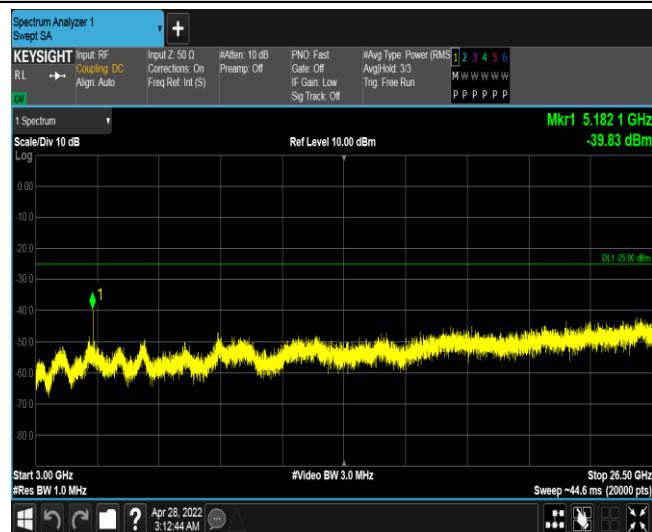 Spectrum Analyzer 1
Swept SA
+
KEYSIGHT
RL
Input: RF
Coupling: DC
Align: Auto
Input Z: 50 Ω
Corrections: On
Freq Ref: Int (S)
#Atten: 10 dB
Preamp: Off
PNO: Fast
Gate: Off
IF Gain: Low
Sig Track: Off
#Avg Type: Power (RMS
Avg|Hold: 3/3
Trig: Free Run
1 2 3 4 5 6
M W W W W W
P P P P P P
1 Spectrum
Scale/Div 10 dB
Ref Level 10.00 dBm
Mkr1 5.182 1 GHz
-39.83 dBm
Log
0.00
-10.0
DL1 -25.00 dBm
-20.0
-30.0
1
-40.0
-50.0
-60.0
-70.0
-80.0
Start 3.00 GHz
#Res BW 1.0 MHz
#Video BW 3.0 MHz
Stop 26.50 GHz
Sweep ~44.6 ms (20000 pts)
?
Apr 28, 2022
3:12:44 AM